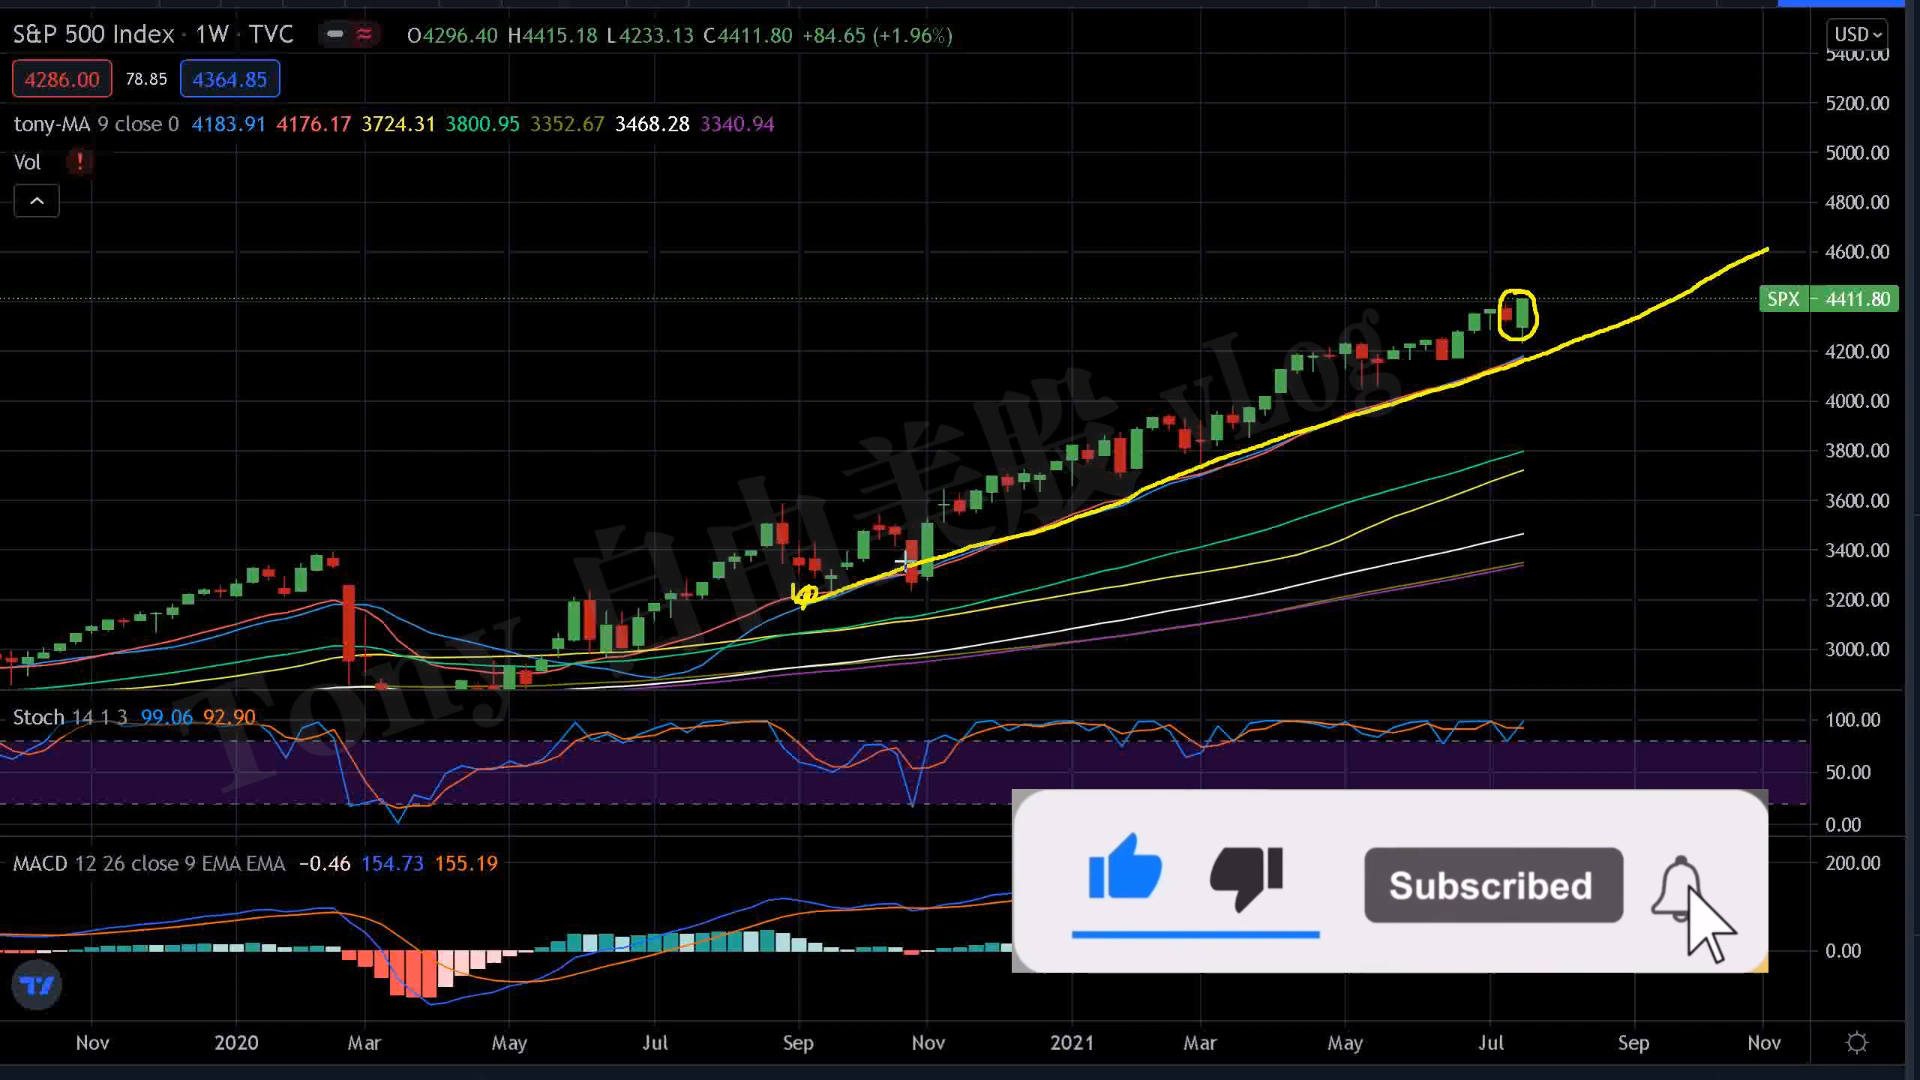 S&P 500 Index · 1W · TVC
O4296.40 H4415.18 L4233.13 C4411.80 +84.65 (+1.96%)
USD
4286.00 78.85 4364.85
tony-MA 9 close 0 4183.91 4176.17 3724.31 3800.95 3352.67 3468.28 3340.94
Vol !
5400.00
5200.00
5000.00
4800.00
4600.00
SPX 4411.80
4200.00
4000.00
3800.00
3600.00
3400.00
3200.00
3000.00
Tony 自由美股 vLog
Stoch 14 1 3 99.06 92.90
100.00
50.00
0.00
MACD 12 26 close 9 EMA EMA −0.46 154.73 155.19
200.00
0.00
Subscribed
Nov 2020 Mar May Jul Sep Nov 2021 Mar May Jul Sep Nov